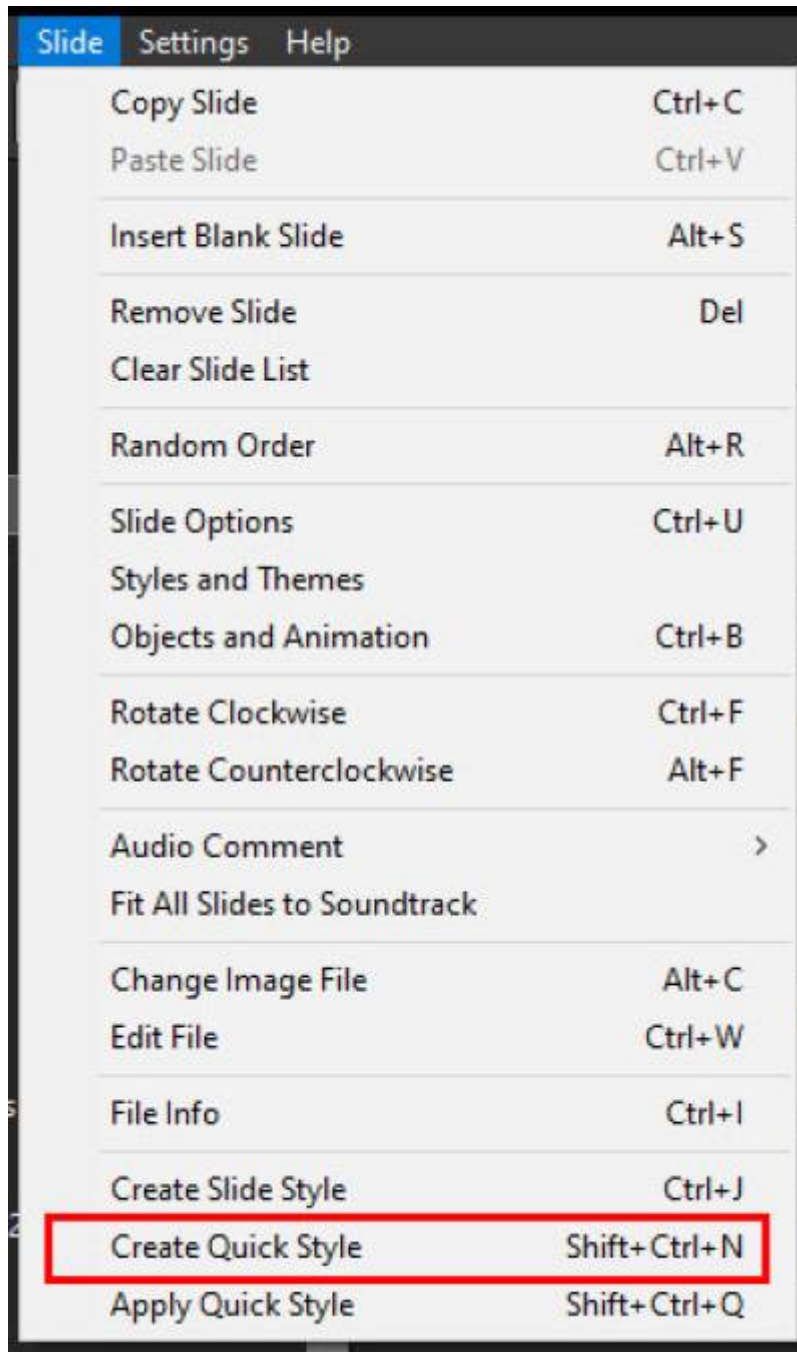 Slide Settings Help
Copy Slide Ctrl+C
Paste Slide Ctrl+V
Insert Blank Slide Alt+S
Remove Slide Del
Clear Slide List
Random Order Alt+R
Slide Options Ctrl+U
Styles and Themes
Objects and Animation Ctrl+B
Rotate Clockwise Ctrl+F
Rotate Counterclockwise Alt+F
Audio Comment >
Fit All Slides to Soundtrack
Change Image File Alt+C
Edit File Ctrl+W
File Info Ctrl+I
Create Slide Style Ctrl+J
Create Quick Style Shift+Ctrl+N
Apply Quick Style Shift+Ctrl+Q